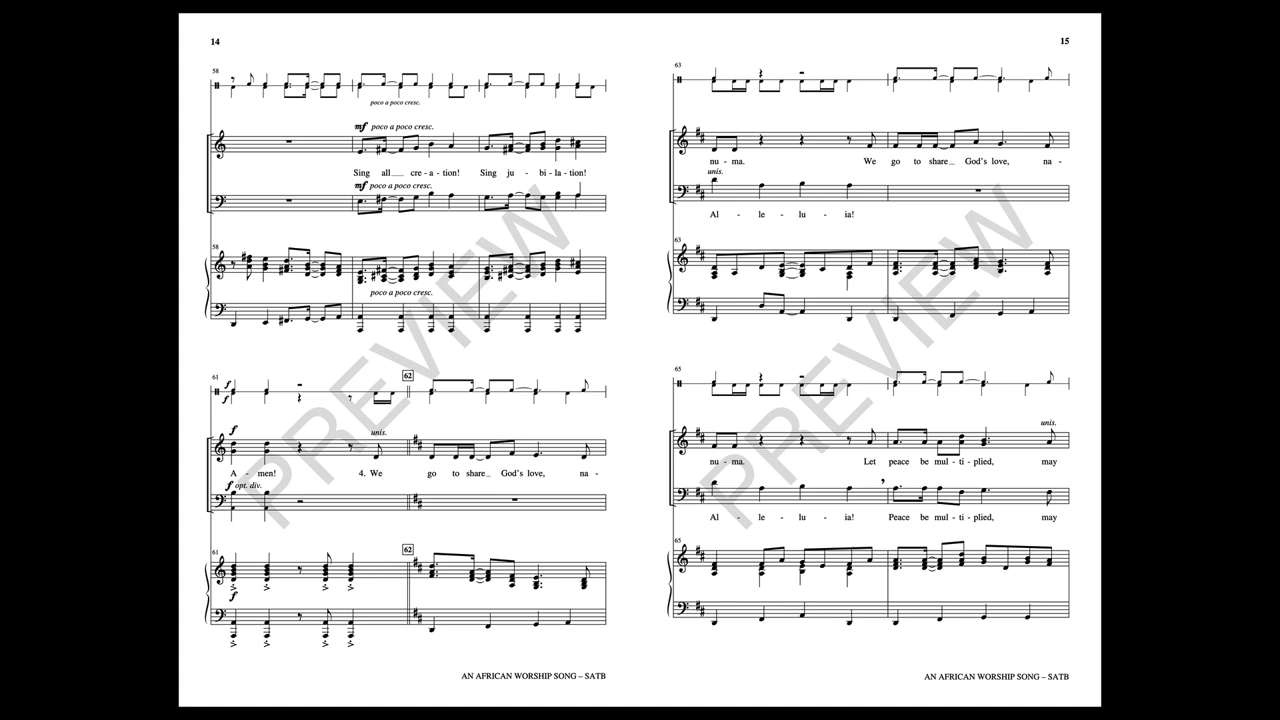 14
58
poco a poco cresc.
mf poco a poco cresc.
Sing all__ cre - a - tion! Sing ju - bi - la - tion!
mf poco a poco cresc.
58
poco a poco cresc.
61
f
f
62
f
unis.
A - men! 4. We go to share_ God's love, na -
f opt. div.
61
62
f
AN AFRICAN WORSHIP SONG – SATB
15
63
nu - ma. We go to share_ God's love, na -
unis.
Al - le - lu - ia!
63
65
unis.
nu - ma. Let peace be mul - ti - plied, may
Al - le - lu - ia! Peace be mul - ti - plied, may
65
AN AFRICAN WORSHIP SONG – SATB
PREVIEW
PREVIEW